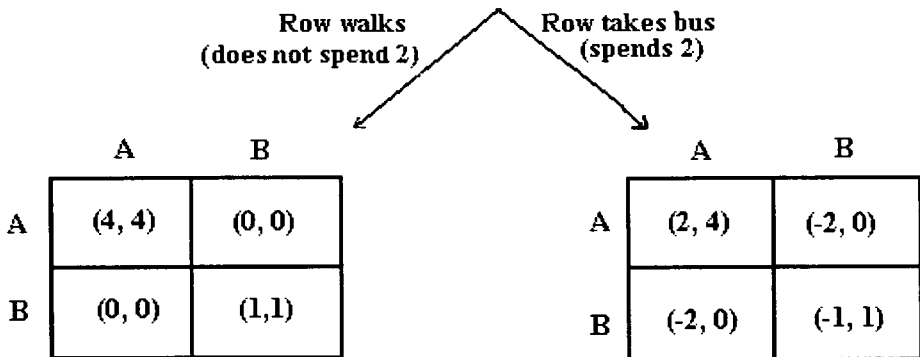 Row walks
(does not spend 2)
Row takes bus
(spends 2)
A B
A (4, 4) (0, 0)
B (0, 0) (1,1)
A B
A (2, 4) (-2, 0)
B (-2, 0) (-1, 1)